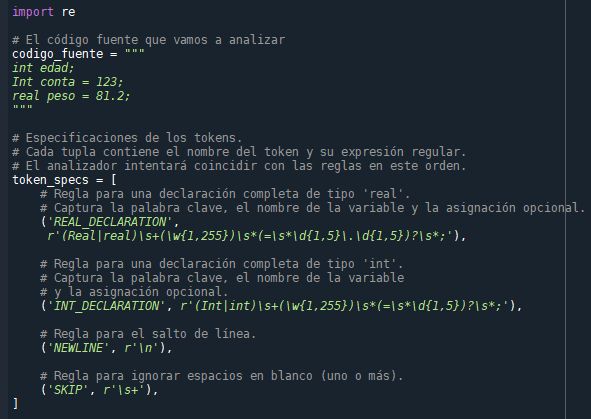 import re

# El código fuente que vamos a analizar
codigo_fuente = """
int edad;
Int conta = 123;
real peso = 81.2;
"""

# Especificaciones de los tokens.
# Cada tupla contiene el nombre del token y su expresión regular.
# El analizador intentará coincidir con las reglas en este orden.
token_specs = [
    # Regla para una declaración completa de tipo 'real'.
    # Captura la palabra clave, el nombre de la variable y la asignación opcional.
    ('REAL_DECLARATION',
     r'(Real|real)\s+(\w{1,255})\s*(=\s*\d{1,5}\.\d{1,5})?\s*;'),

    # Regla para una declaración completa de tipo 'int'.
    # Captura la palabra clave, el nombre de la variable
    # y la asignación opcional.
    ('INT_DECLARATION', r'(Int|int)\s+(\w{1,255})\s*(=\s*\d{1,5})?\s*;'),

    # Regla para el salto de línea.
    ('NEWLINE', r'\n'),

    # Regla para ignorar espacios en blanco (uno o más).
    ('SKIP', r'\s+'),
]